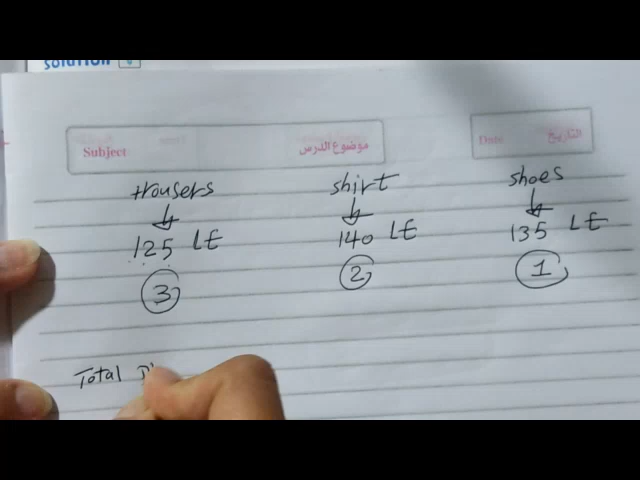 solution
Subject موضوع الدرس
Date التاريخ
trousers shirt shoes
125 LE 140 LE 135 LE
3 2 1
Total